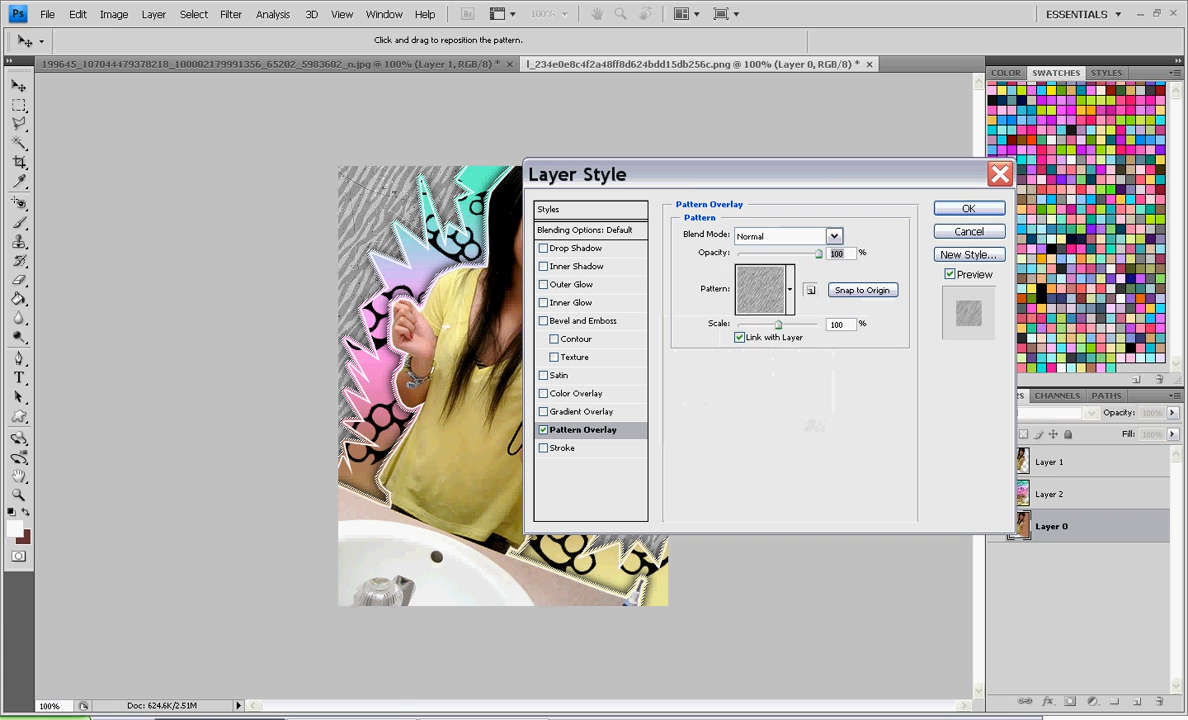 Ps File Edit Image Layer Select Filter Analysis 3D View Window Help Br 100% ESSENTIALS
Click and drag to reposition the pattern.
199645_107044479378218_100002179991356_65202_5983602_n.jpg @ 100% (Layer 1, RGB/8) * l_234e0e8c4f2a48ff8d624bdd15db256c.png @ 100% (Layer 0, RGB/8) *
COLOR SWATCHES STYLES
Layer Style
Styles
Blending Options: Default
Drop Shadow
Inner Shadow
Outer Glow
Inner Glow
Bevel and Emboss
Contour
Texture
Satin
Color Overlay
Gradient Overlay
Pattern Overlay
Stroke
Pattern Overlay
Pattern
Blend Mode: Normal
Opacity: 100 %
Pattern: Snap to Origin
Scale: 100 %
Link with Layer
OK
Cancel
New Style...
Preview
CHANNELS PATHS
Opacity: 100%
Fill: 100%
Layer 1
Layer 2
Layer 0
100% Doc: 624.6K/2.51M